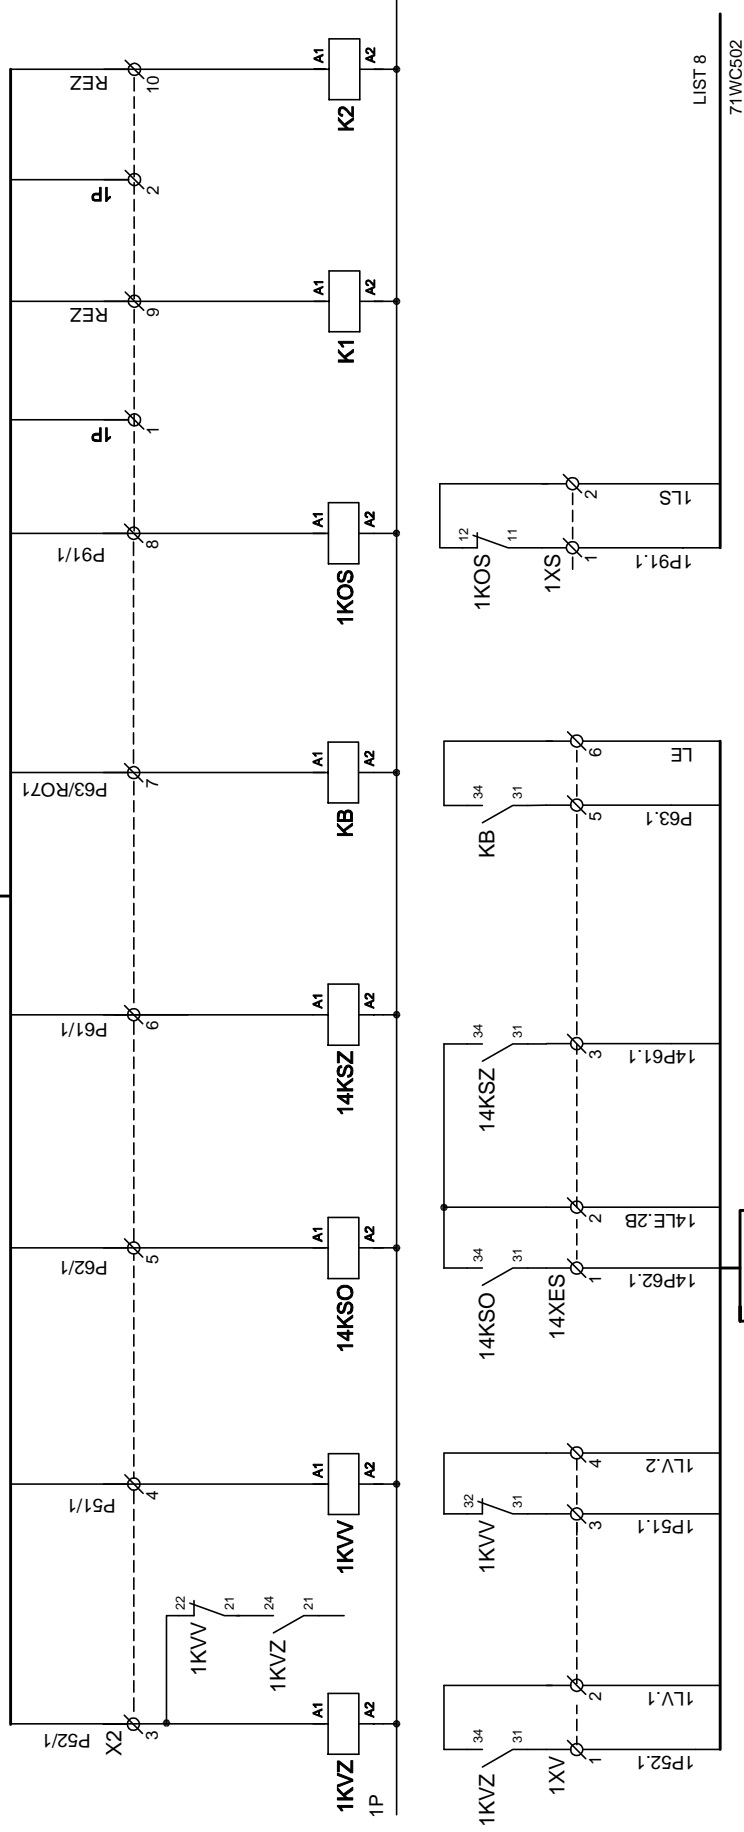 REZ
10
A1
A2
K2
1P
2
REZ
9
A1
A2
K1
1P
1
P91/1
8
A1
A2
1KOS
P63/RO71
7
A1
A2
KB
P61/1
6
A1
A2
14KSZ
P62/1
5
A1
A2
14KSO
P51/1
4
A1
A2
1KVV
22
21
1KVV
24
21
1KVZ
P52/1
X2
3
A1
A2
1KVZ
1P
LIST 8
71WC502
12
11
1KOS
1XS
2
1
1LS
1P91.1
34
31
KB
6
5
LE
P63.1
34
31
14KSZ
3
14P61.1
34
31
14KSO
14XES
2
1
14LE.2B
14P62.1
32
31
1KVV
4
3
1LV.2
1P51.1
34
31
1KVZ
1XV
2
1
1LV.1
1P52.1